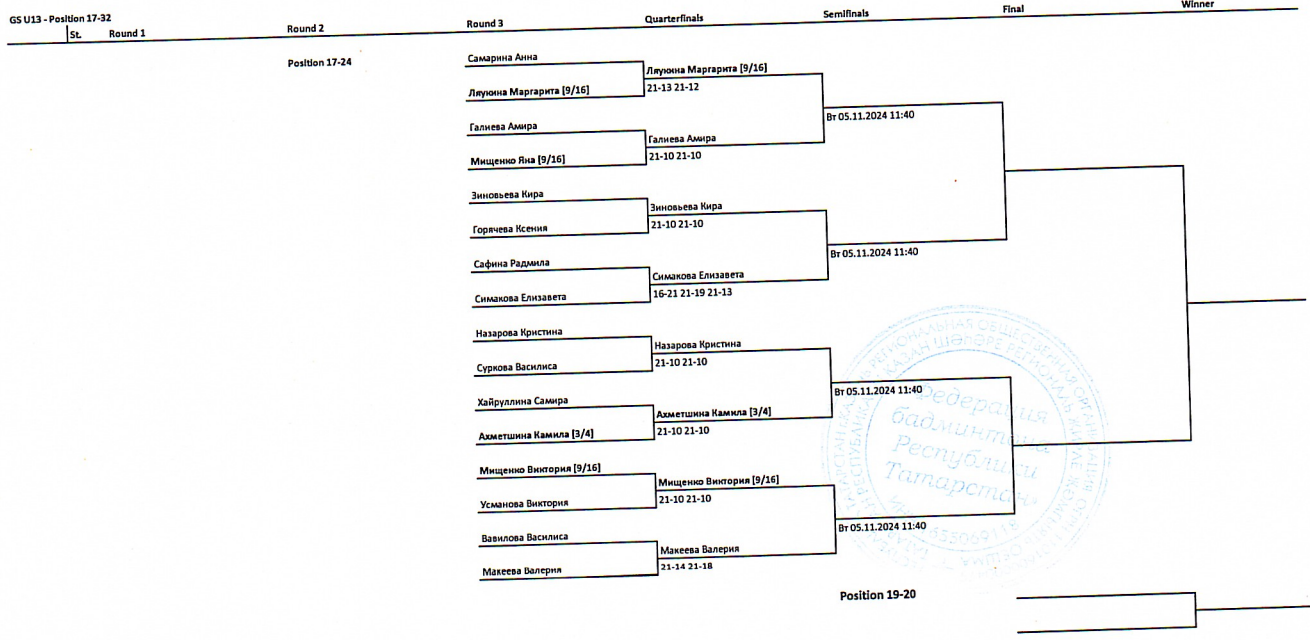 GS U13 - Position 17-32
St. Round 1 Round 2 Round 3 Quarterfinals Semifinals Final Winner
Position 17-24
Самарина Анна
Ляукина Маргарита [9/16]
Ляукина Маргарита [9/16]
21-13 21-12
Вт 05.11.2024 11:40
Галиева Амира
Галиева Амира
Мищенко Яна [9/16]
21-10 21-10
Зиновьева Кира
Зиновьева Кира
Горячева Ксения
21-10 21-10
Вт 05.11.2024 11:40
Сафина Радмила
Симакова Елизавета
Симакова Елизавета
16-21 21-19 21-13
Назарова Кристина
Назарова Кристина
Суркова Василиса
21-10 21-10
Вт 05.11.2024 11:40
Хайруллина Самира
Ахметшина Камила [3/4]
Ахметшина Камила [3/4]
21-10 21-10
Мищенко Виктория [9/16]
Мищенко Виктория [9/16]
Усманова Виктория
21-10 21-10
Вт 05.11.2024 11:40
Вавилова Василиса
Макеева Валерия
Макеева Валерия
21-14 21-18
Федерация
бадминтона
Республики
Татарстан
Position 19-20